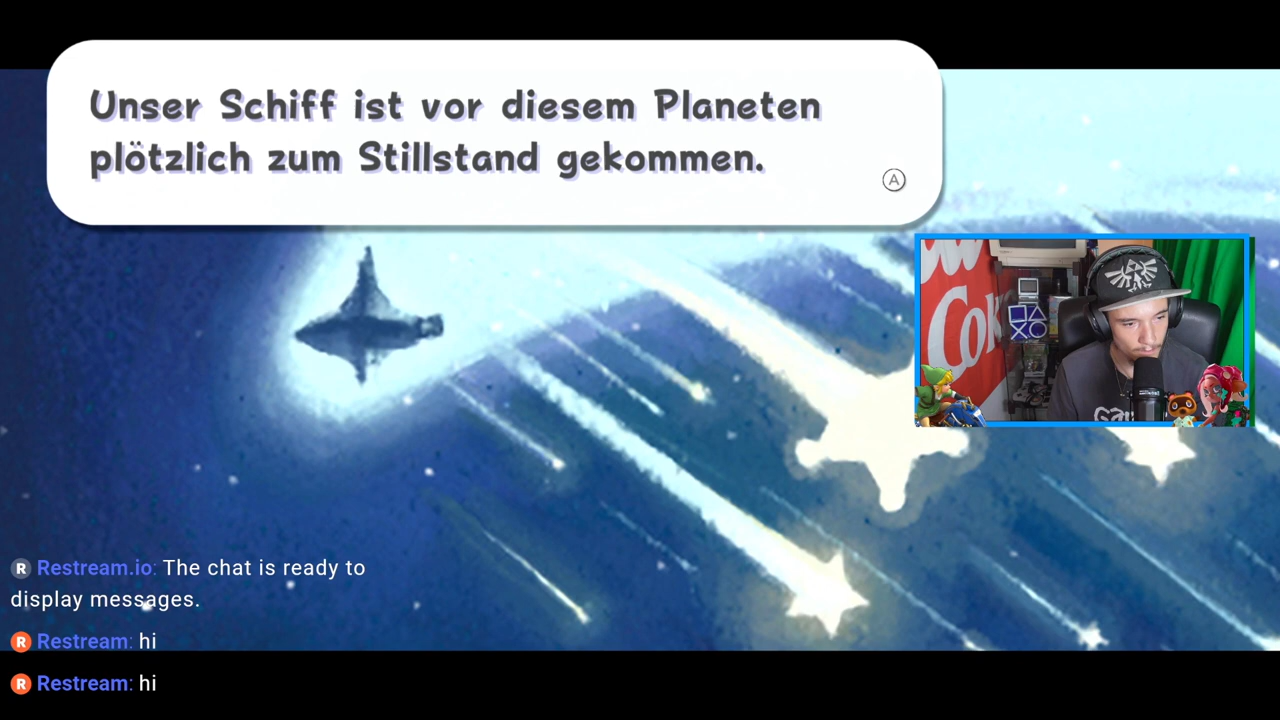 Unser Schiff ist vor diesem Planeten
plötzlich zum Stillstand gekommen.
A
R Restream.io: The chat is ready to
display messages.
R Restream: hi
R Restream: hi